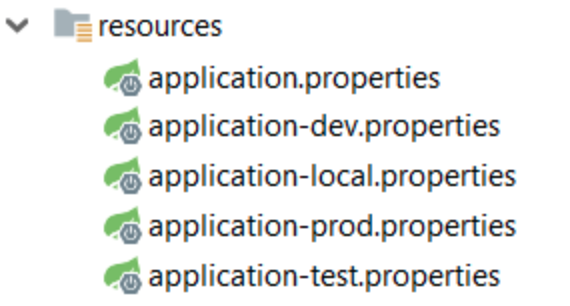 resources
application.properties
application-dev.properties
application-local.properties
application-prod.properties
application-test.properties